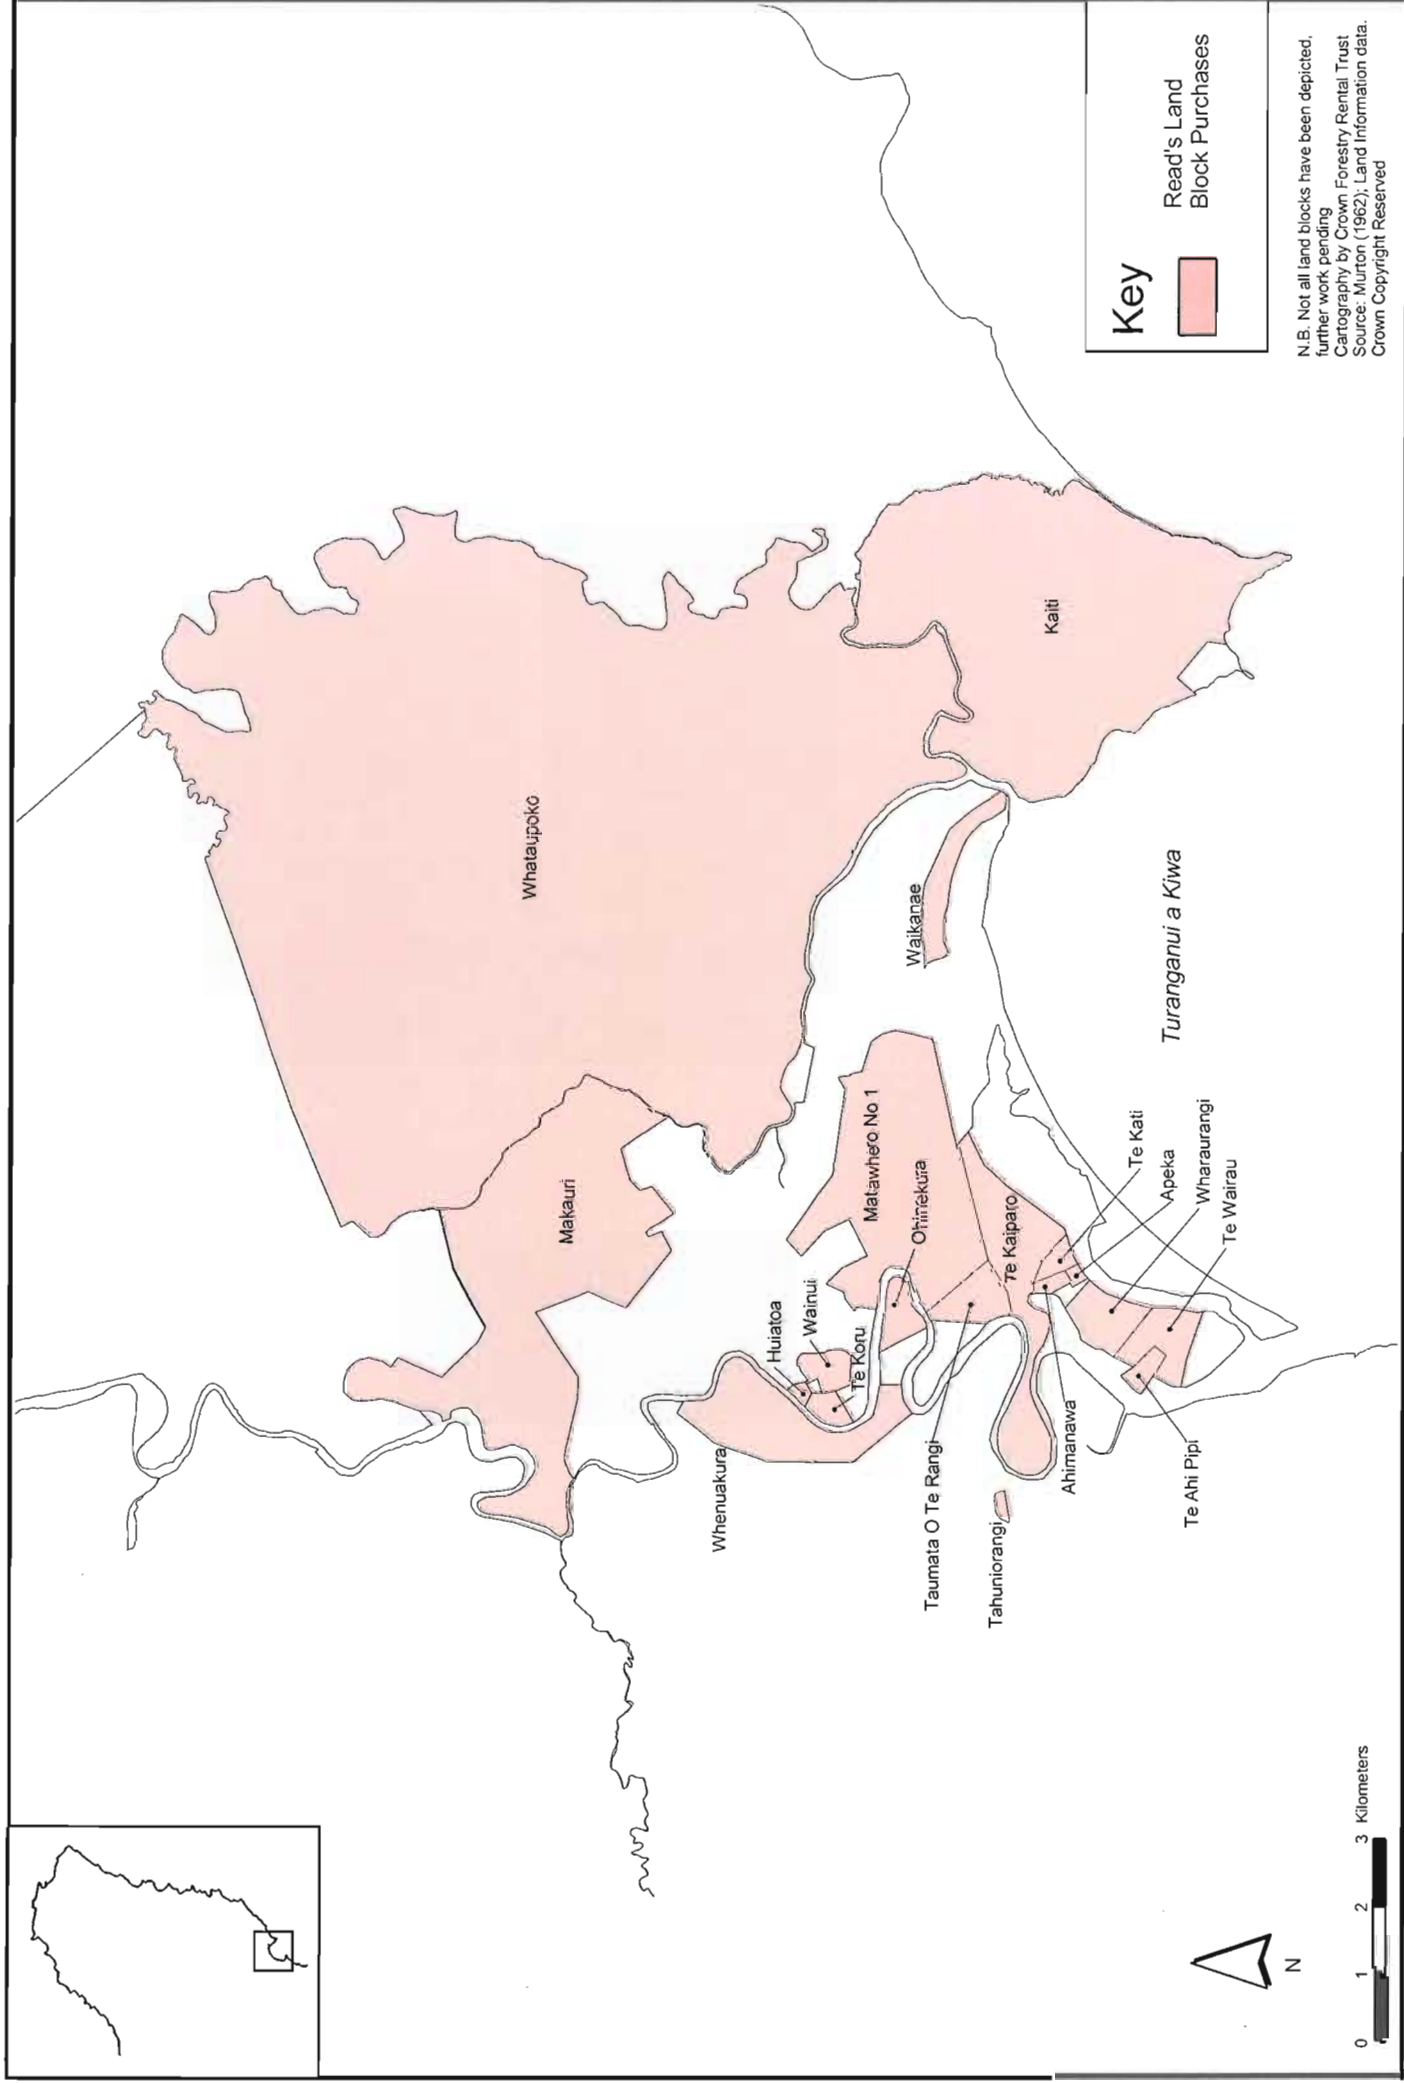 Whataupoko
Makauri
Kaiti
Waikanae
Matawhero No 1
Ohinekura
Huiatoa
Wainui
Te Koru
Whenuakura
Te Kaiparo
Taumata O Te Rangi
Tahuniorangi
Ahimanawa
Te Ahi Pipi
Te Kati
Apeka
Wharaurangi
Te Wairau
Turanganui a Kiwa
N
0 1 2 3 Kilometers
Key
Read's Land
Block Purchases
N.B. Not all land blocks have been depicted,
further work pending
Cartography by Crown Forestry Rental Trust
Source: Murton (1962); Land Information data.
Crown Copyright Reserved